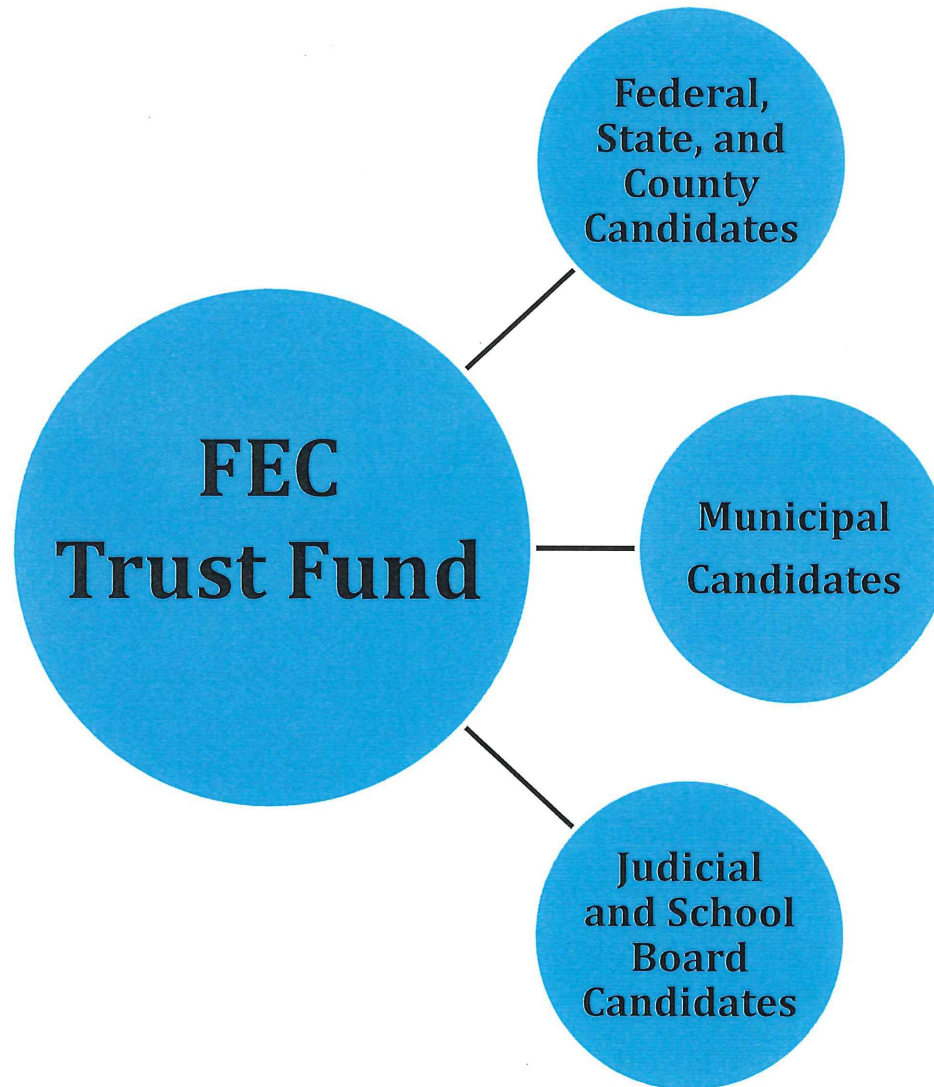 FEC
Trust Fund
Federal,
State, and
County
Candidates
Municipal
Candidates
Judicial
and School
Board
Candidates